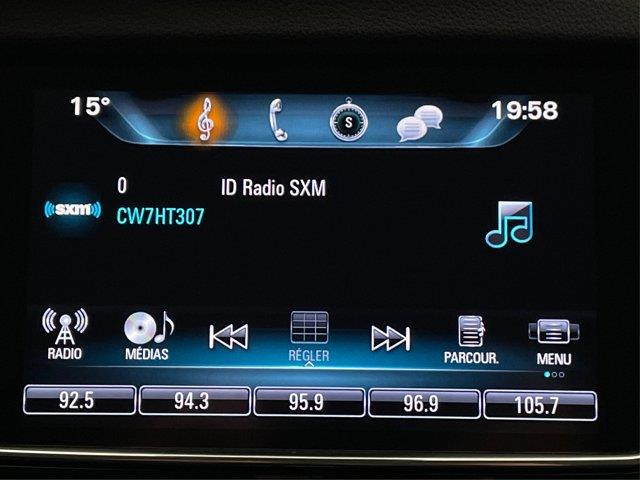 15° S 19:58
0 ID Radio SXM
((sxm)) CW7HT307
RADIO MÉDIAS RÉGLER PARCOUR. MENU
92.5 94.3 95.9 96.9 105.7